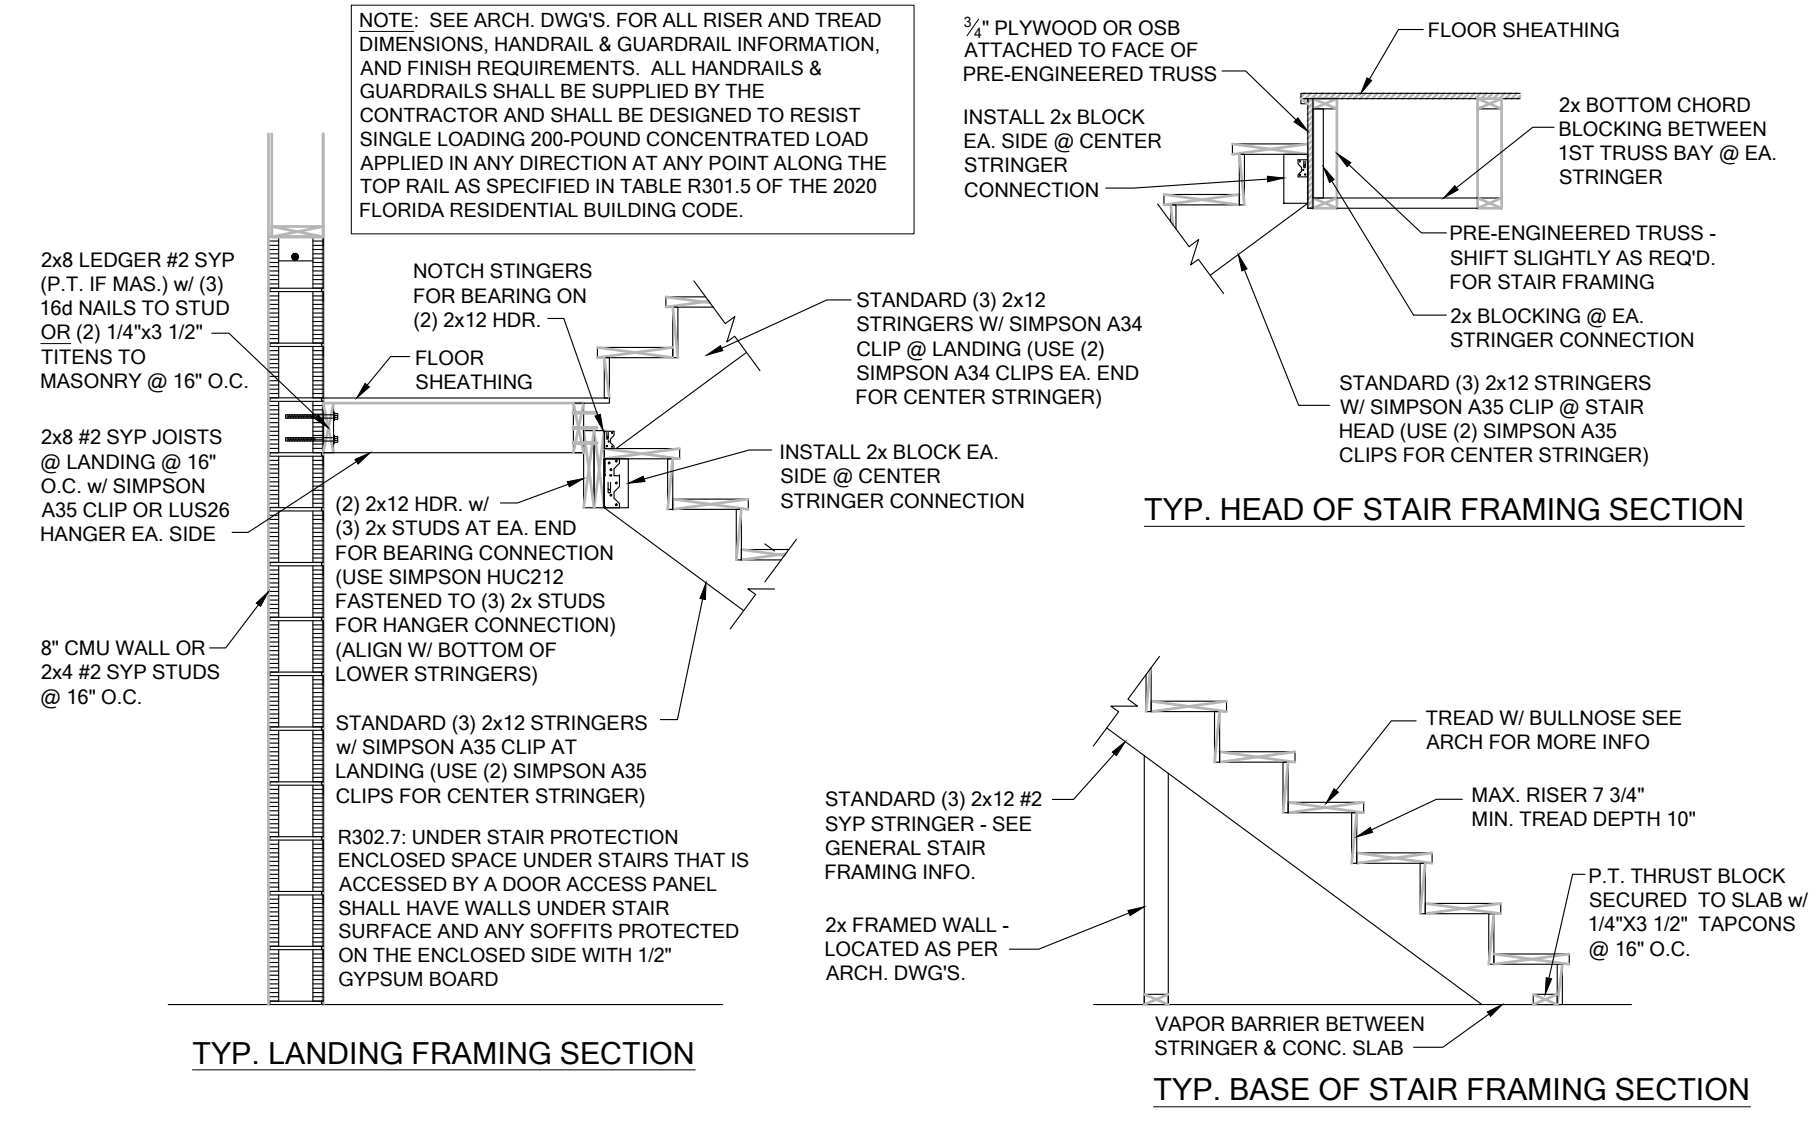 NOTE: SEE ARCH. DWG'S. FOR ALL RISER AND TREAD
DIMENSIONS, HANDRAIL & GUARDRAIL INFORMATION,
AND FINISH REQUIREMENTS. ALL HANDRAILS &
GUARDRAILS SHALL BE SUPPLIED BY THE
CONTRACTOR AND SHALL BE DESIGNED TO RESIST
SINGLE LOADING 200-POUND CONCENTRATED LOAD
APPLIED IN ANY DIRECTION AT ANY POINT ALONG THE
TOP RAIL AS SPECIFIED IN TABLE R301.5 OF THE 2020
FLORIDA RESIDENTIAL BUILDING CODE.
2x8 LEDGER #2 SYP
(P.T. IF MAS.) w/ (3)
16d NAILS TO STUD
OR (2) 1/4"x3 1/2"
TITENS TO
MASONRY @ 16" O.C.
2x8 #2 SYP JOISTS
@ LANDING @ 16"
O.C. w/ SIMPSON
A35 CLIP OR LUS26
HANGER EA. SIDE
8" CMU WALL OR
2x4 #2 SYP STUDS
@ 16" O.C.
NOTCH STINGERS
FOR BEARING ON
(2) 2x12 HDR.
FLOOR
SHEATHING
STANDARD (3) 2x12
STRINGERS W/ SIMPSON A34
CLIP @ LANDING (USE (2)
SIMPSON A34 CLIPS EA. END
FOR CENTER STRINGER)
INSTALL 2x BLOCK EA.
SIDE @ CENTER
STRINGER CONNECTION
(2) 2x12 HDR. w/
(3) 2x STUDS AT EA. END
FOR BEARING CONNECTION
(USE SIMPSON HUC212
FASTENED TO (3) 2x STUDS
FOR HANGER CONNECTION)
(ALIGN W/ BOTTOM OF
LOWER STRINGERS)
STANDARD (3) 2x12 STRINGERS
w/ SIMPSON A35 CLIP AT
LANDING (USE (2) SIMPSON A35
CLIPS FOR CENTER STRINGER)
R302.7: UNDER STAIR PROTECTION
ENCLOSED SPACE UNDER STAIRS THAT IS
ACCESSED BY A DOOR ACCESS PANEL
SHALL HAVE WALLS UNDER STAIR
SURFACE AND ANY SOFFITS PROTECTED
ON THE ENCLOSED SIDE WITH 1/2"
GYPSUM BOARD
TYP. LANDING FRAMING SECTION
¾" PLYWOOD OR OSB
ATTACHED TO FACE OF
PRE-ENGINEERED TRUSS
INSTALL 2x BLOCK
EA. SIDE @ CENTER
STRINGER
CONNECTION
FLOOR SHEATHING
2x BOTTOM CHORD
BLOCKING BETWEEN
1ST TRUSS BAY @ EA.
STRINGER
PRE-ENGINEERED TRUSS -
SHIFT SLIGHTLY AS REQ'D.
FOR STAIR FRAMING
2x BLOCKING @ EA.
STRINGER CONNECTION
STANDARD (3) 2x12 STRINGERS
W/ SIMPSON A35 CLIP @ STAIR
HEAD (USE (2) SIMPSON A35
CLIPS FOR CENTER STRINGER)
TYP. HEAD OF STAIR FRAMING SECTION
TREAD W/ BULLNOSE SEE
ARCH FOR MORE INFO
MAX. RISER 7 3/4"
MIN. TREAD DEPTH 10"
STANDARD (3) 2x12 #2
SYP STRINGER - SEE
GENERAL STAIR
FRAMING INFO.
P.T. THRUST BLOCK
SECURED TO SLAB w/
1/4"X3 1/2" TAPCONS
@ 16" O.C.
2x FRAMED WALL -
LOCATED AS PER
ARCH. DWG'S.
VAPOR BARRIER BETWEEN
STRINGER & CONC. SLAB
TYP. BASE OF STAIR FRAMING SECTION